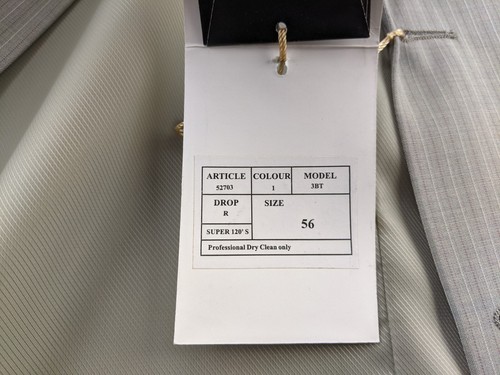 ARTICLE COLOUR MODEL
52703 1 3BT
DROP SIZE
R
56
SUPER 120' S
Professional Dry Clean only